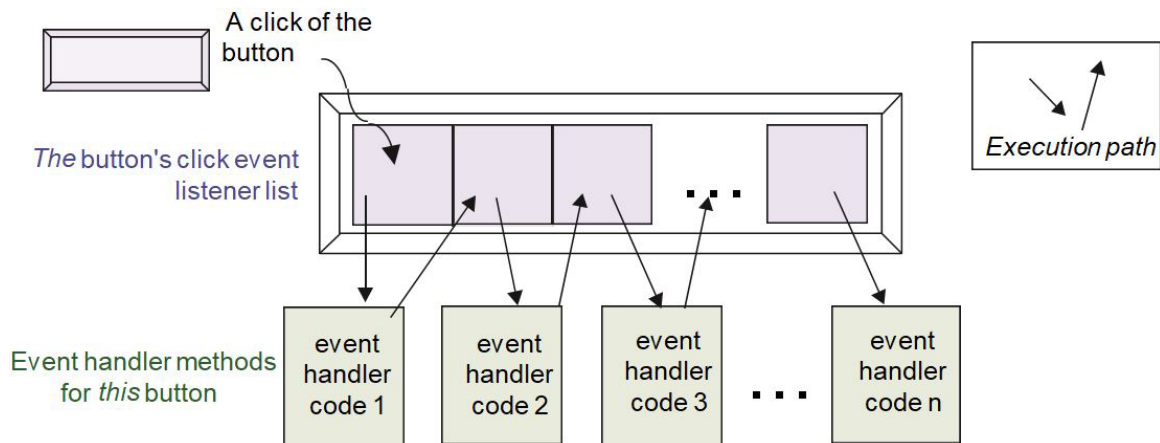 A click of the
button
The button's click event
listener list
Execution path
Event handler methods
for this button
event
handler
code 1
event
handler
code 2
event
handler
code 3
event
handler
code n